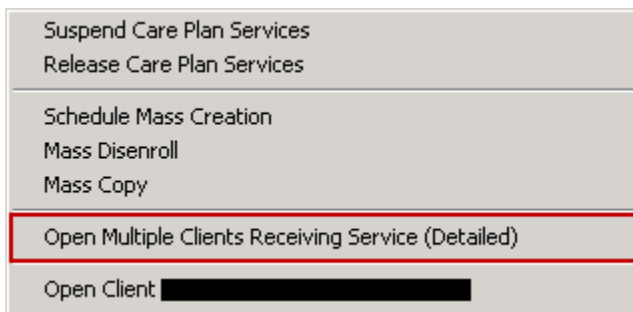 Suspend Care Plan Services
Release Care Plan Services
Schedule Mass Creation
Mass Disenroll
Mass Copy
Open Multiple Clients Receiving Service (Detailed)
Open Client